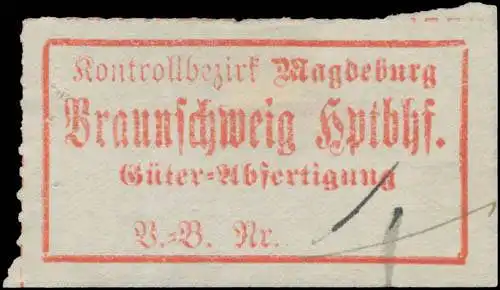 Kontrollbezirk Magdeburg
Braunschweig Hptbhf.
Güter-Abfertigung
V.-B. Nr.